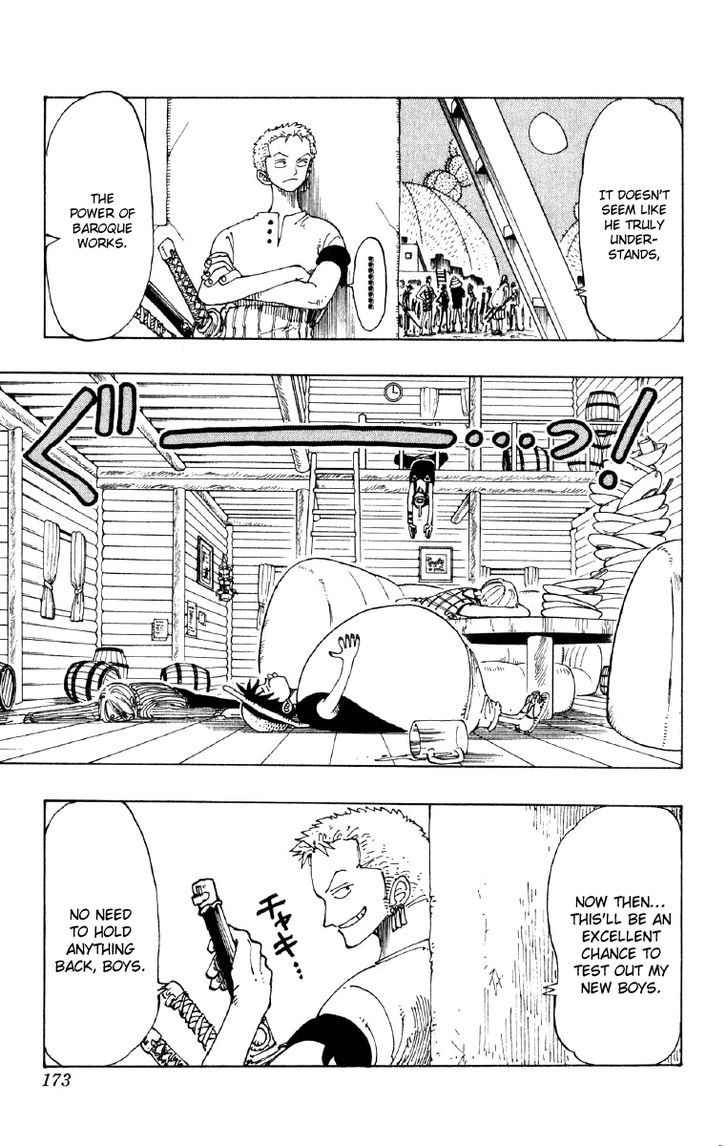 IT DOESN'T
SEEM LIKE
HE TRULY
UNDER-
STANDS,
THE
POWER OF
BAROQUE
WORKS.
ぐーーー…っ!
NOW THEN...
THIS'LL BE AN
EXCELLENT
CHANCE TO
TEST OUT MY
NEW BOYS.
チャキ…
NO NEED
TO HOLD
ANYTHING
BACK, BOYS.
173